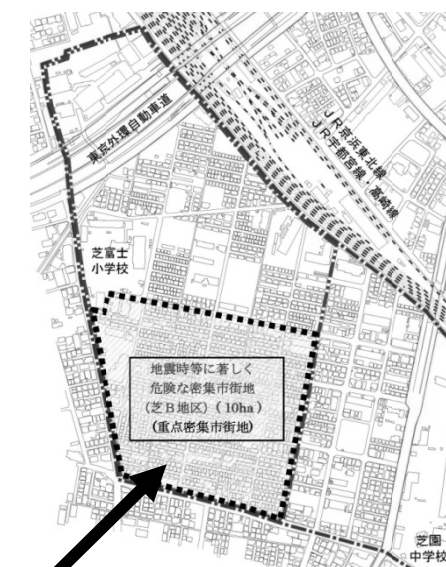 東京外環自動車道
JR京浜東北線
JR宇都宮線・高崎線
芝富士
小学校
地震時等に著しく
危険な密集市街地
(芝B地区)(10ha)
(重点密集市街地)
芝園
中学校